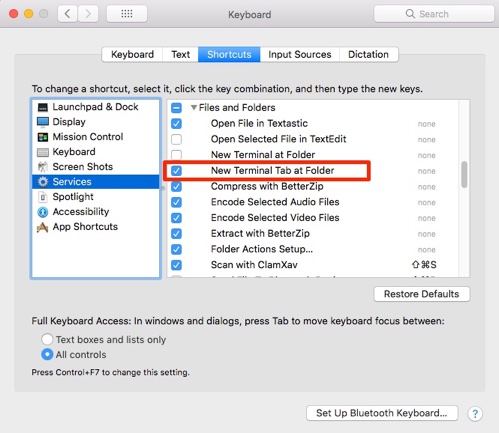 Keyboard
Search
Keyboard Text Shortcuts Input Sources Dictation
To change a shortcut, select it, click the key combination, and then type the new keys.
Launchpad & Dock
Display
Mission Control
Keyboard
Screen Shots
Services
Spotlight
Accessibility
App Shortcuts
Files and Folders
Open File in Textastic none
Open Selected File in TextEdit none
New Terminal at Folder none
New Terminal Tab at Folder none
Compress with BetterZip none
Encode Selected Audio Files none
Encode Selected Video Files none
Extract with BetterZip none
Folder Actions Setup... none
Scan with ClamXav ⇧⌘S
Restore Defaults
Full Keyboard Access: In windows and dialogs, press Tab to move keyboard focus between:
Text boxes and lists only
All controls
Press Control+F7 to change this setting.
Set Up Bluetooth Keyboard... ?